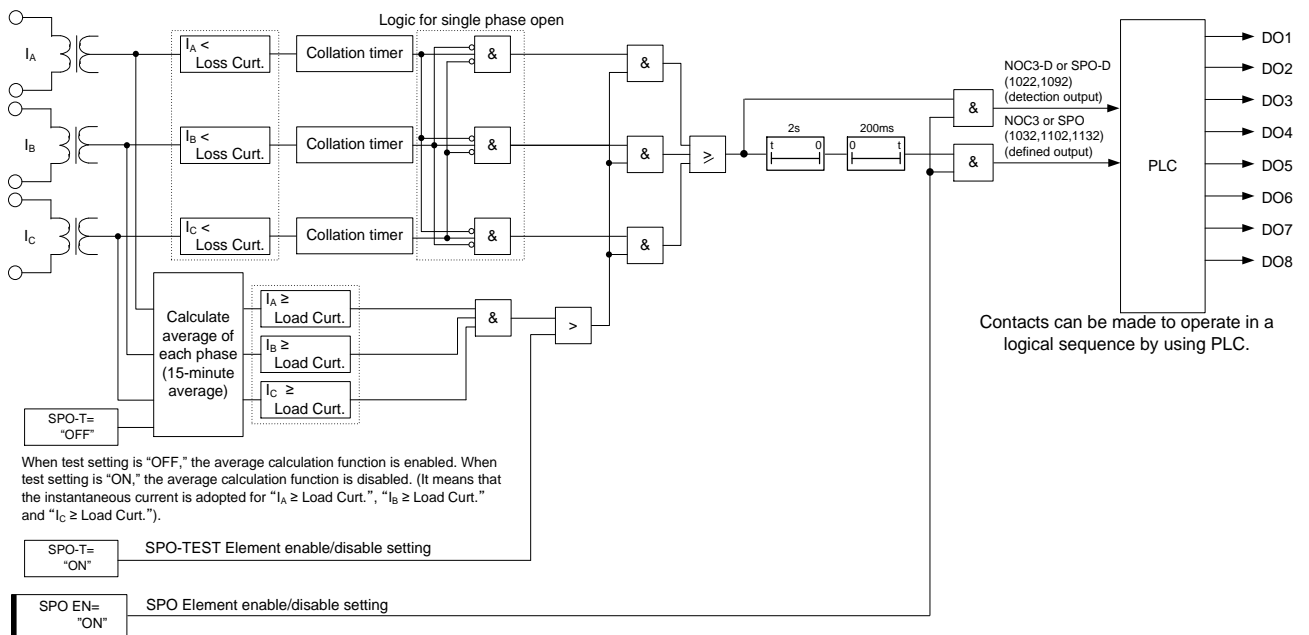 Logic for single phase open
IA
IA <
Loss Curt.
Collation timer
&
&
IB
IB <
Loss Curt.
Collation timer
&
&
≥
2s
t 0
200ms
0 t
&
&
NOC3-D or SPO-D
(1022,1092)
(detection output)
NOC3 or SPO
(1032,1102,1132)
(defined output)
PLC
DO1
DO2
DO3
DO4
DO5
DO6
DO7
DO8
IC
IC <
Loss Curt.
Collation timer
&
&
Calculate
average of
each phase
(15-minute
average)
IA ≥
Load Curt.
IB ≥
Load Curt.
IC ≥
Load Curt.
&
>
Contacts can be made to operate in a
logical sequence by using PLC.
SPO-T=
“OFF”
When test setting is “OFF,” the average calculation function is enabled. When
test setting is “ON,” the average calculation function is disabled. (It means that
the instantaneous current is adopted for “IA ≥ Load Curt.”, “IB ≥ Load Curt.”
and “IC ≥ Load Curt.”).
SPO-T=
“ON”
SPO-TEST Element enable/disable setting
SPO EN=
”ON”
SPO Element enable/disable setting